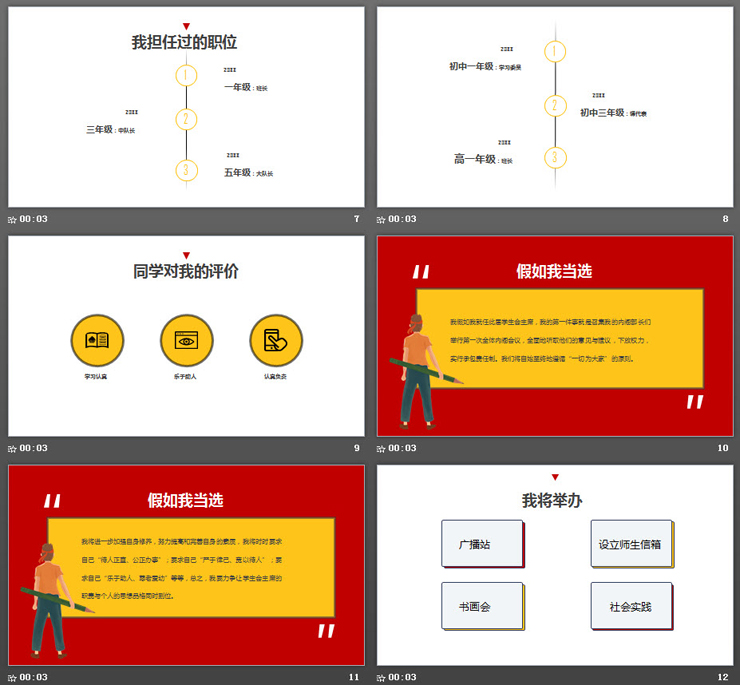 我担任过的职位
1
20XX
一年级：班长
20XX
三年级：中队长
2
20XX
五年级：大队长
3
00:03
7
20XX
初中一年级：学习委员
1
20XX
初中三年级：课代表
2
20XX
高一年级：班长
3
00:03
8
同学对我的评价
学习认真
乐于助人
认真负责
00:03
9
"
假如我当选
我假如我就任此届学生会主席，我的第一件事就是召集我的内阁部长们
举行第一次全体内阁会议，全面地听取他们的意见与建议，下放权力，
实行承包责任制。我们将自始至终地遵循“一切为大家”的原则。
"
00:03
10
"
假如我当选
我将进一步加强自身修养，努力提高和完善自身的素质，我将时时要求
自己“待人正直、公正办事”；要求自己“严于律己、宽以待人”；要
求自己“乐于助人、尊老爱幼”等等，总之，我要力争让学生会主席的
职责与个人的思想品格同时到位。
"
00:03
11
我将举办
广播站
设立师生信箱
书画会
社会实践
00:03
12